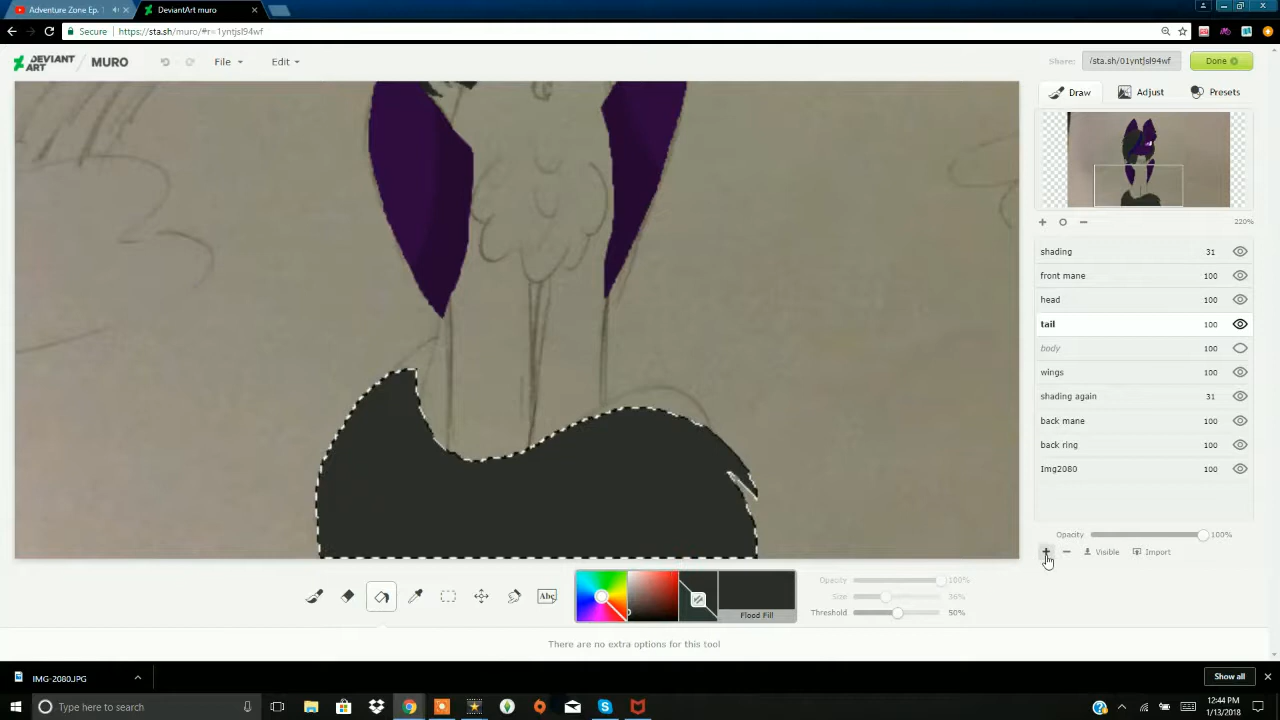 Adventure Zone Ep.
DeviantArt muro
Secure
https://sta.sh/muro/#r=1yntjsl94wf
DEVIANT ART
MURO
File
Edit
Share:
/sta.sh/01yntjsl94wf
Done
Draw
Adjust
Presets
220%
shading 31
front mane 100
head 100
tail 100
body 100
wings 100
shading again 31
back mane 100
back ring 100
Img2080 100
Opacity 100%
Visible
Import
Abc
Flood Fill
Opacity 100%
Size 36%
Threshold 50%
There are no extra options for this tool
IMG-2080.JPG
Show all
Type here to search
12:44 PM
1/13/2018